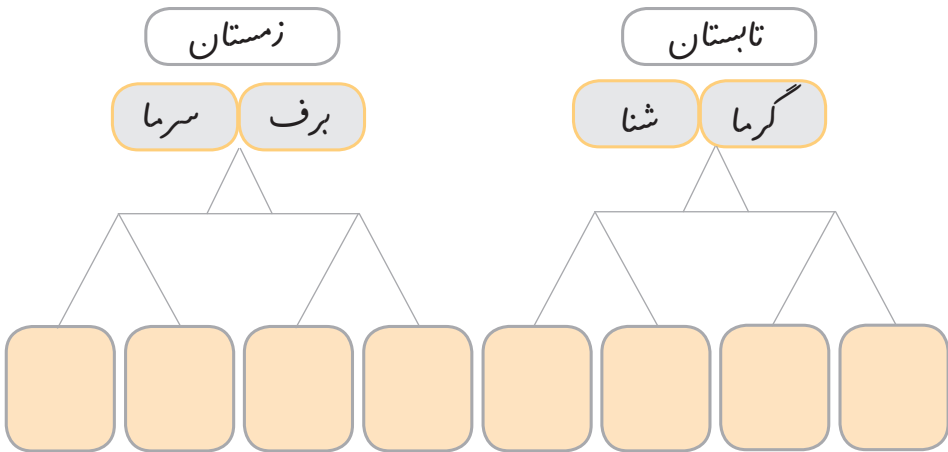 تابستان
زمستان
گرما شنا
برف سرما